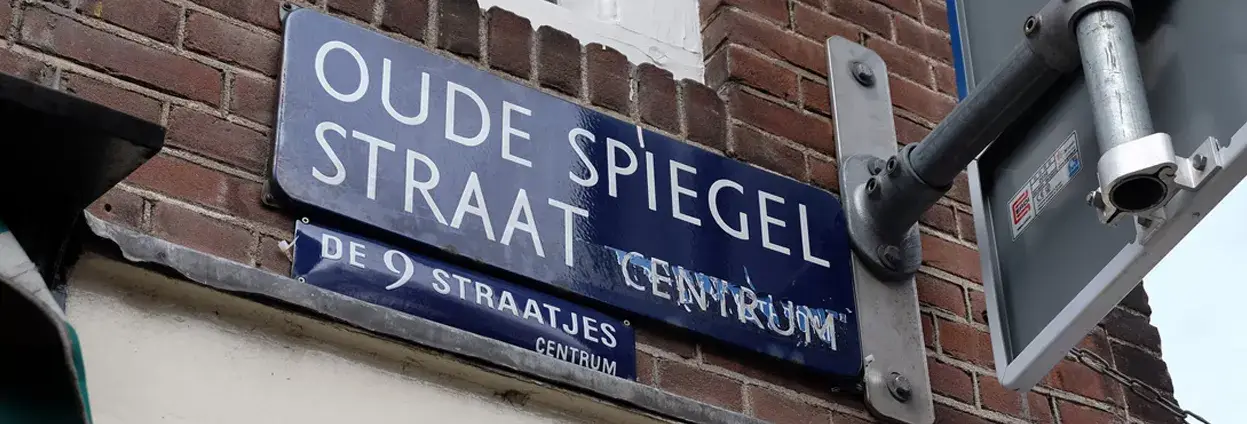 OUDE SPIEGEL
STRAAT
CENTRUM
DE 9 STRAATJES
CENTRUM